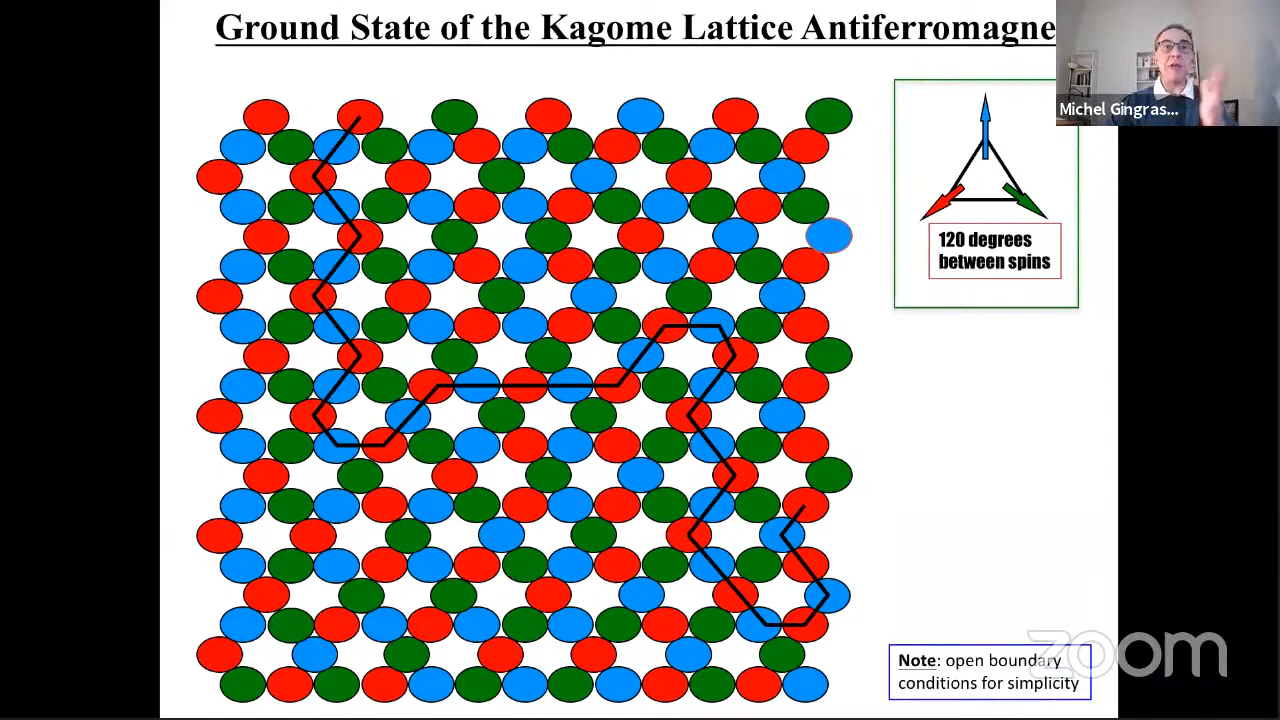 Ground State of the Kagome Lattice Antiferromagne
Michel Gingras...
120 degrees
between spins
Note: open boundary
conditions for simplicity
zoom